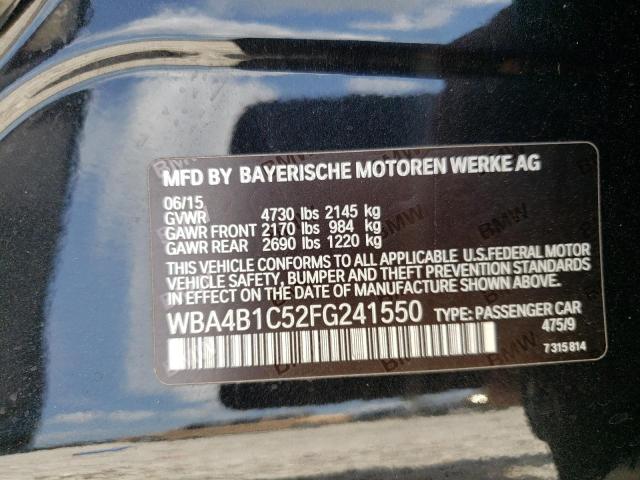 MFD BY BAYERISCHE MOTOREN WERKE AG
06/15
GVWR 4730 lbs 2145 kg
GAWR FRONT 2170 lbs 984 kg
GAWR REAR 2690 lbs 1220 kg
THIS VEHICLE CONFORMS TO ALL APPLICABLE U.S.FEDERAL MOTOR
VEHICLE SAFETY, BUMPER AND THEFT PREVENTION STANDARDS
IN EFFECT ON THE DATE OF MANUFACTURE SHOWN ABOVE.
WBA4B1C52FG241550 TYPE: PASSENGER CAR
475/9
7315814